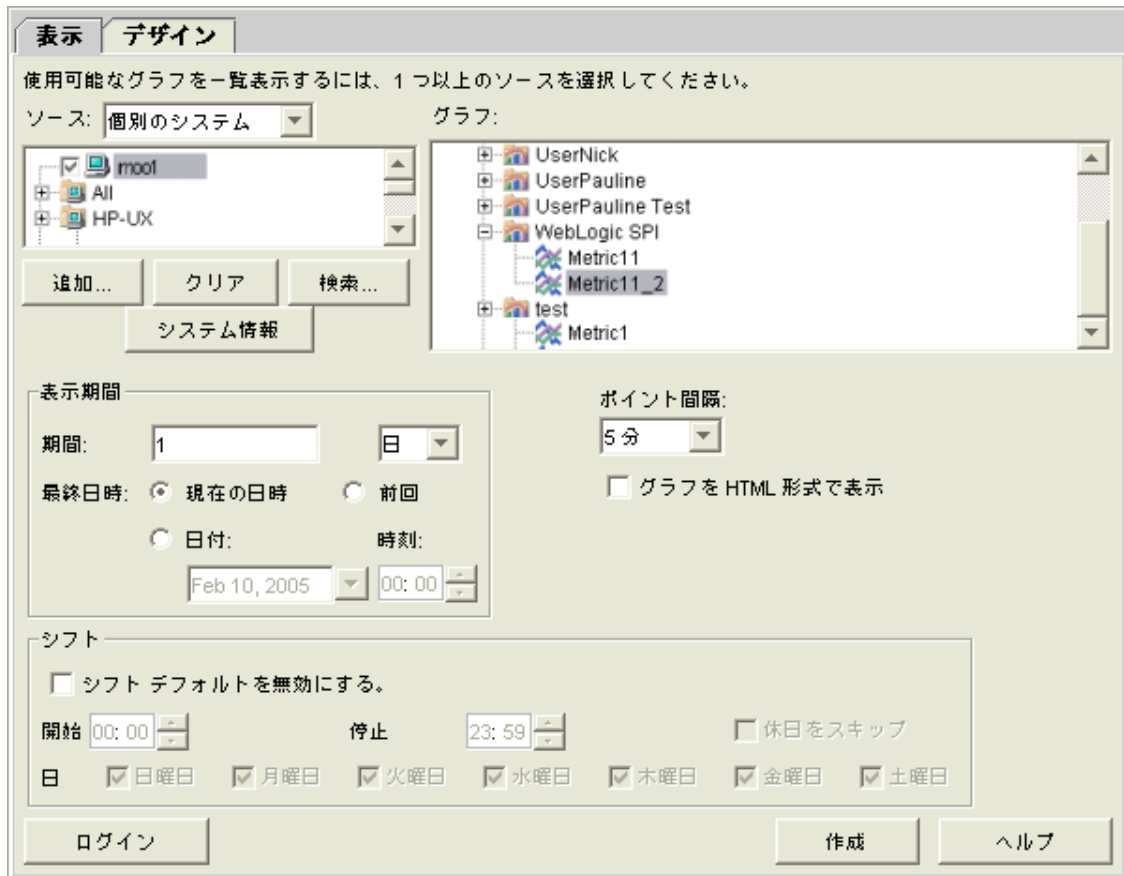 表示 デザイン
使用可能なグラフを一覧表示するには、1 つ以上のソースを選択してください。
ソース: 個別のシステム
グラフ:
moo1
All
HP-UX
追加... クリア 検索...
システム情報
UserNick
UserPauline
UserPauline Test
WebLogic SPI
Metric11
Metric11_2
test
Metric1
表示期間
期間: 1 日
最終日時: 現在の日時 前回
日付: 時刻:
Feb 10, 2005 00: 00
ポイント間隔:
5 分
グラフを HTML 形式で表示
シフト
シフト デフォルトを無効にする。
開始 00: 00 停止 23: 59 休日をスキップ
日 日曜日 月曜日 火曜日 水曜日 木曜日 金曜日 土曜日
ログイン 作成 ヘルプ